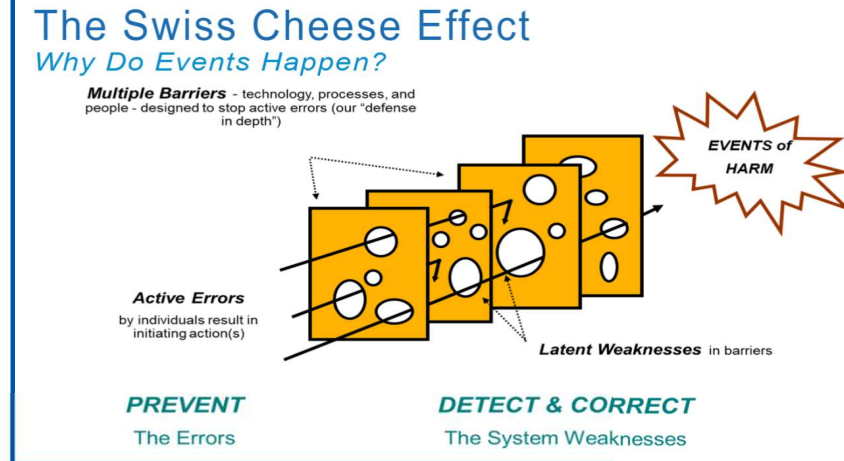 The Swiss Cheese Effect
Why Do Events Happen?
Multiple Barriers - technology, processes, and
people - designed to stop active errors (our “defense
in depth”)
EVENTS of
HARM
Active Errors
by individuals result in
initiating action(s)
Latent Weaknesses in barriers
PREVENT
The Errors
DETECT & CORRECT
The System Weaknesses